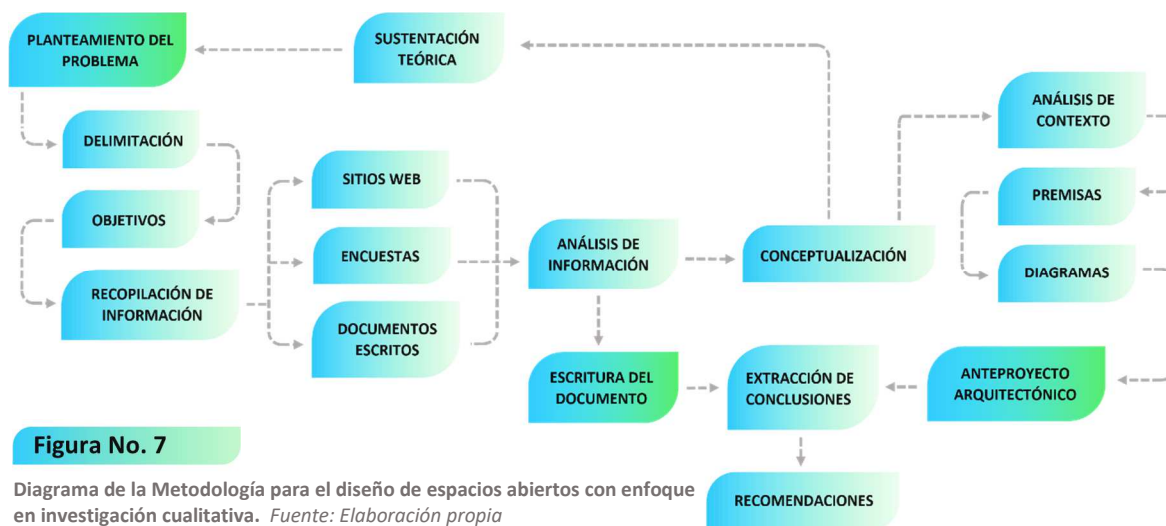 PLANTEAMIENTO DEL
PROBLEMA
SUSTENTACIÓN
TEÓRICA
ANÁLISIS DE
CONTEXTO
DELIMITACIÓN
SITIOS WEB
PREMISAS
OBJETIVOS
ENCUESTAS
ANÁLISIS DE
INFORMACIÓN
CONCEPTUALIZACIÓN
DIAGRAMAS
RECOPILACIÓN DE
INFORMACIÓN
DOCUMENTOS
ESCRITOS
ESCRITURA DEL
DOCUMENTO
EXTRACCIÓN DE
CONCLUSIONES
ANTEPROYECTO
ARQUITECTÓNICO
RECOMENDACIONES
Figura No. 7
Diagrama de la Metodología para el diseño de espacios abiertos con enfoque
en investigación cualitativa. Fuente: Elaboración propia